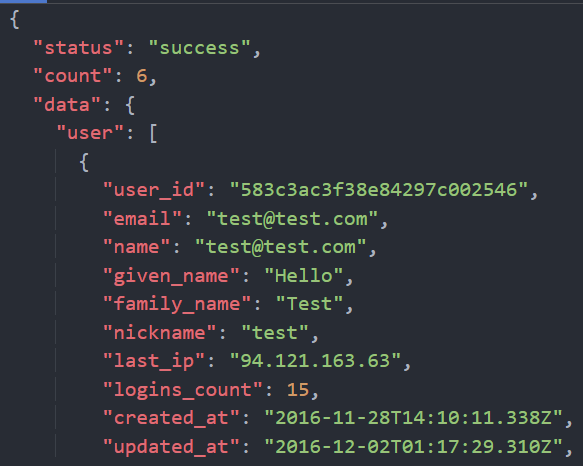 {
"status": "success",
"count": 6,
"data": {
"user": [
{
"user_id": "583c3ac3f38e84297c002546",
"email": "test@test.com",
"name": "test@test.com",
"given_name": "Hello",
"family_name": "Test",
"nickname": "test",
"last_ip": "94.121.163.63",
"logins_count": 15,
"created_at": "2016-11-28T14:10:11.338Z",
"updated_at": "2016-12-02T01:17:29.310Z",